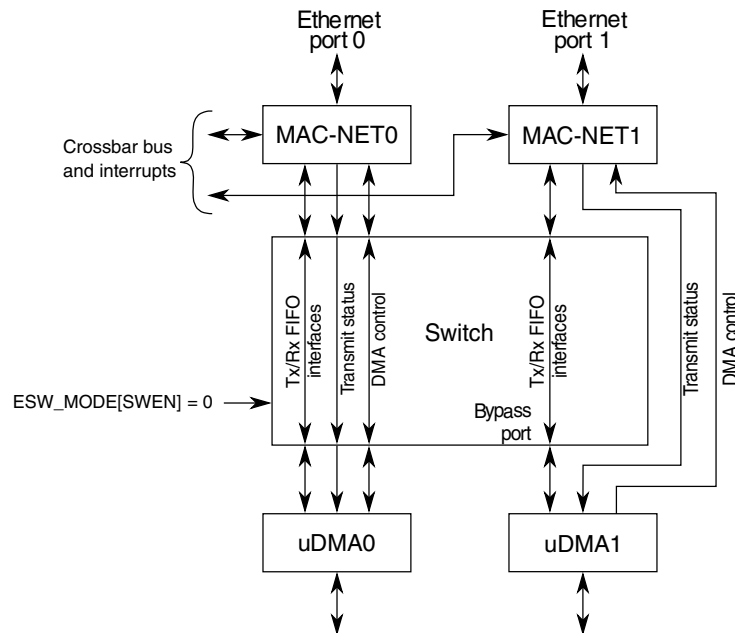 Ethernet
port 0
Ethernet
port 1
MAC-NET0
MAC-NET1
Crossbar bus
and interrupts
Tx/Rx FIFO
interfaces
Transmit status
DMA control
Switch
Tx/Rx FIFO
interfaces
Transmit status
DMA control
ESW_MODE[SWEN] = 0
Bypass
port
uDMA0
uDMA1